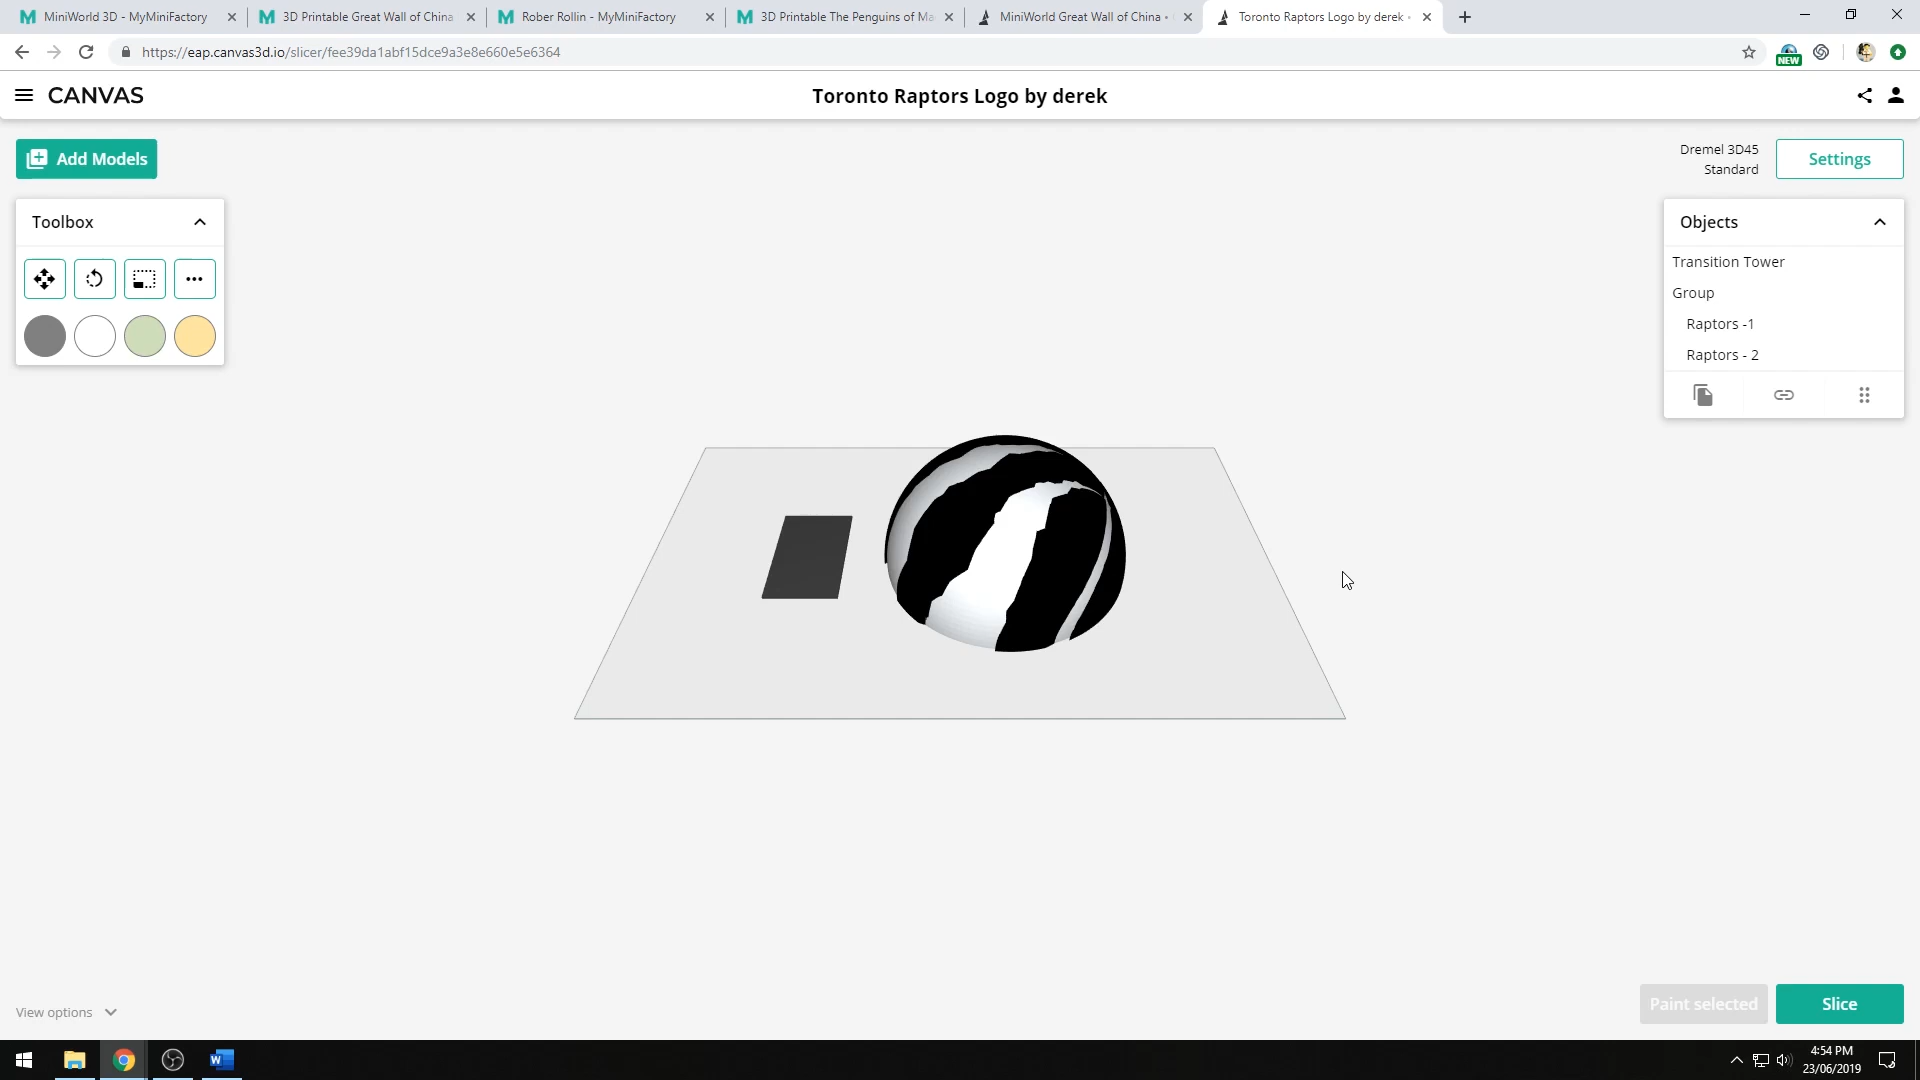 MiniWorld 3D - MyMiniFactory
3D Printable Great Wall of China
Rober Rollin - MyMiniFactory
3D Printable The Penguins of Ma
MiniWorld Great Wall of China •
Toronto Raptors Logo by derek •
https://eap.canvas3d.io/slicer/fee39da1abf15dce9a3e8e660e5e6364
NEW
CANVAS
Toronto Raptors Logo by derek
Add Models
Dremel 3D45
Standard
Settings
Toolbox
Objects
Transition Tower
Group
Raptors -1
Raptors - 2
View options
Paint selected
Slice
4:54 PM
23/06/2019